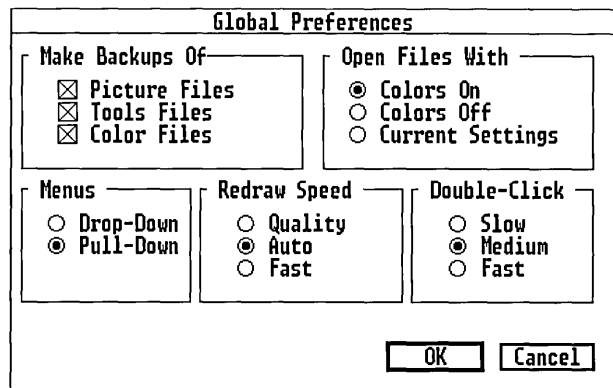 Global Preferences
Make Backups Of
Picture Files
Tools Files
Color Files
Open Files With
Colors On
Colors Off
Current Settings
Menus
Drop-Down
Pull-Down
Redraw Speed
Quality
Auto
Fast
Double-Click
Slow
Medium
Fast
OK
Cancel